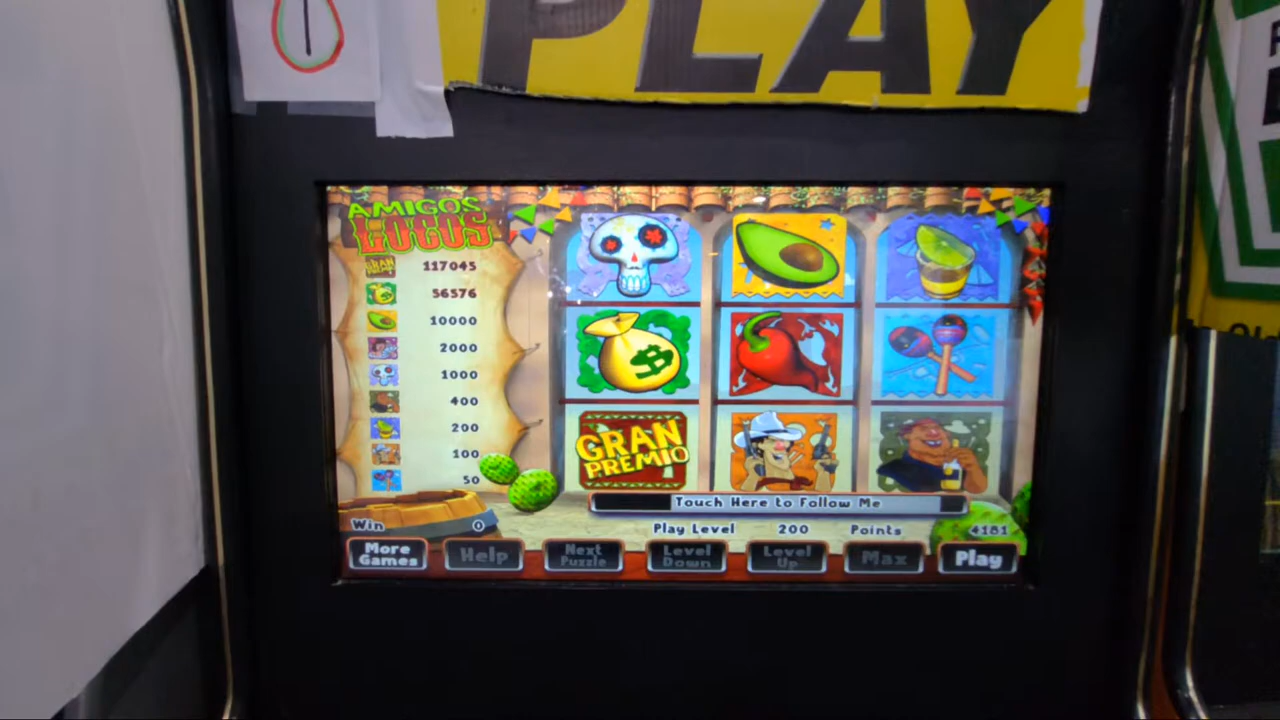 PLAY
AMIGOS
LOCOS
GRAN
117045
56576
10000
2000
1000
400
200
100
50
GRAN
PREMIO
Touch Here to Follow Me
Win 0 Play Level 200 Points 4181
More Games Help Next Puzzle Level Down Level Up Max Play